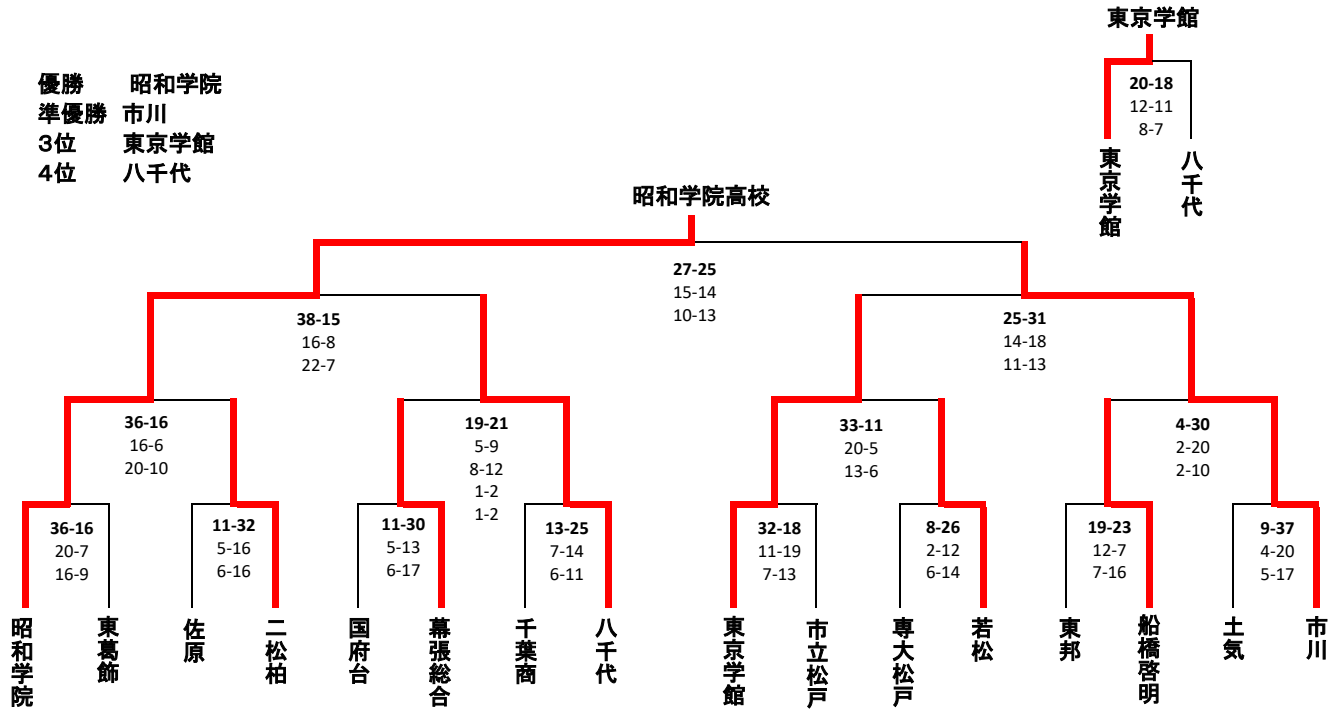 東京学館
20-18
12-11
8-7
東京学館
八千代
優勝 昭和学院
準優勝 市川
3位 東京学館
4位 八千代
昭和学院高校
27-25
15-14
10-13
38-15
16-8
22-7
25-31
14-18
11-13
36-16
16-6
20-10
19-21
5-9
8-12
1-2
1-2
33-11
20-5
13-6
4-30
2-20
2-10
36-16
20-7
16-9
11-32
5-16
6-16
11-30
5-13
6-17
13-25
7-14
6-11
32-18
11-19
7-13
8-26
2-12
6-14
19-23
12-7
7-16
9-37
4-20
5-17
昭和学院
東葛飾
佐原
二松柏
国府台
幕張総合
千葉商
八千代
東京学館
市立松戸
専大松戸
若松
東邦
船橋啓明
土気
市川